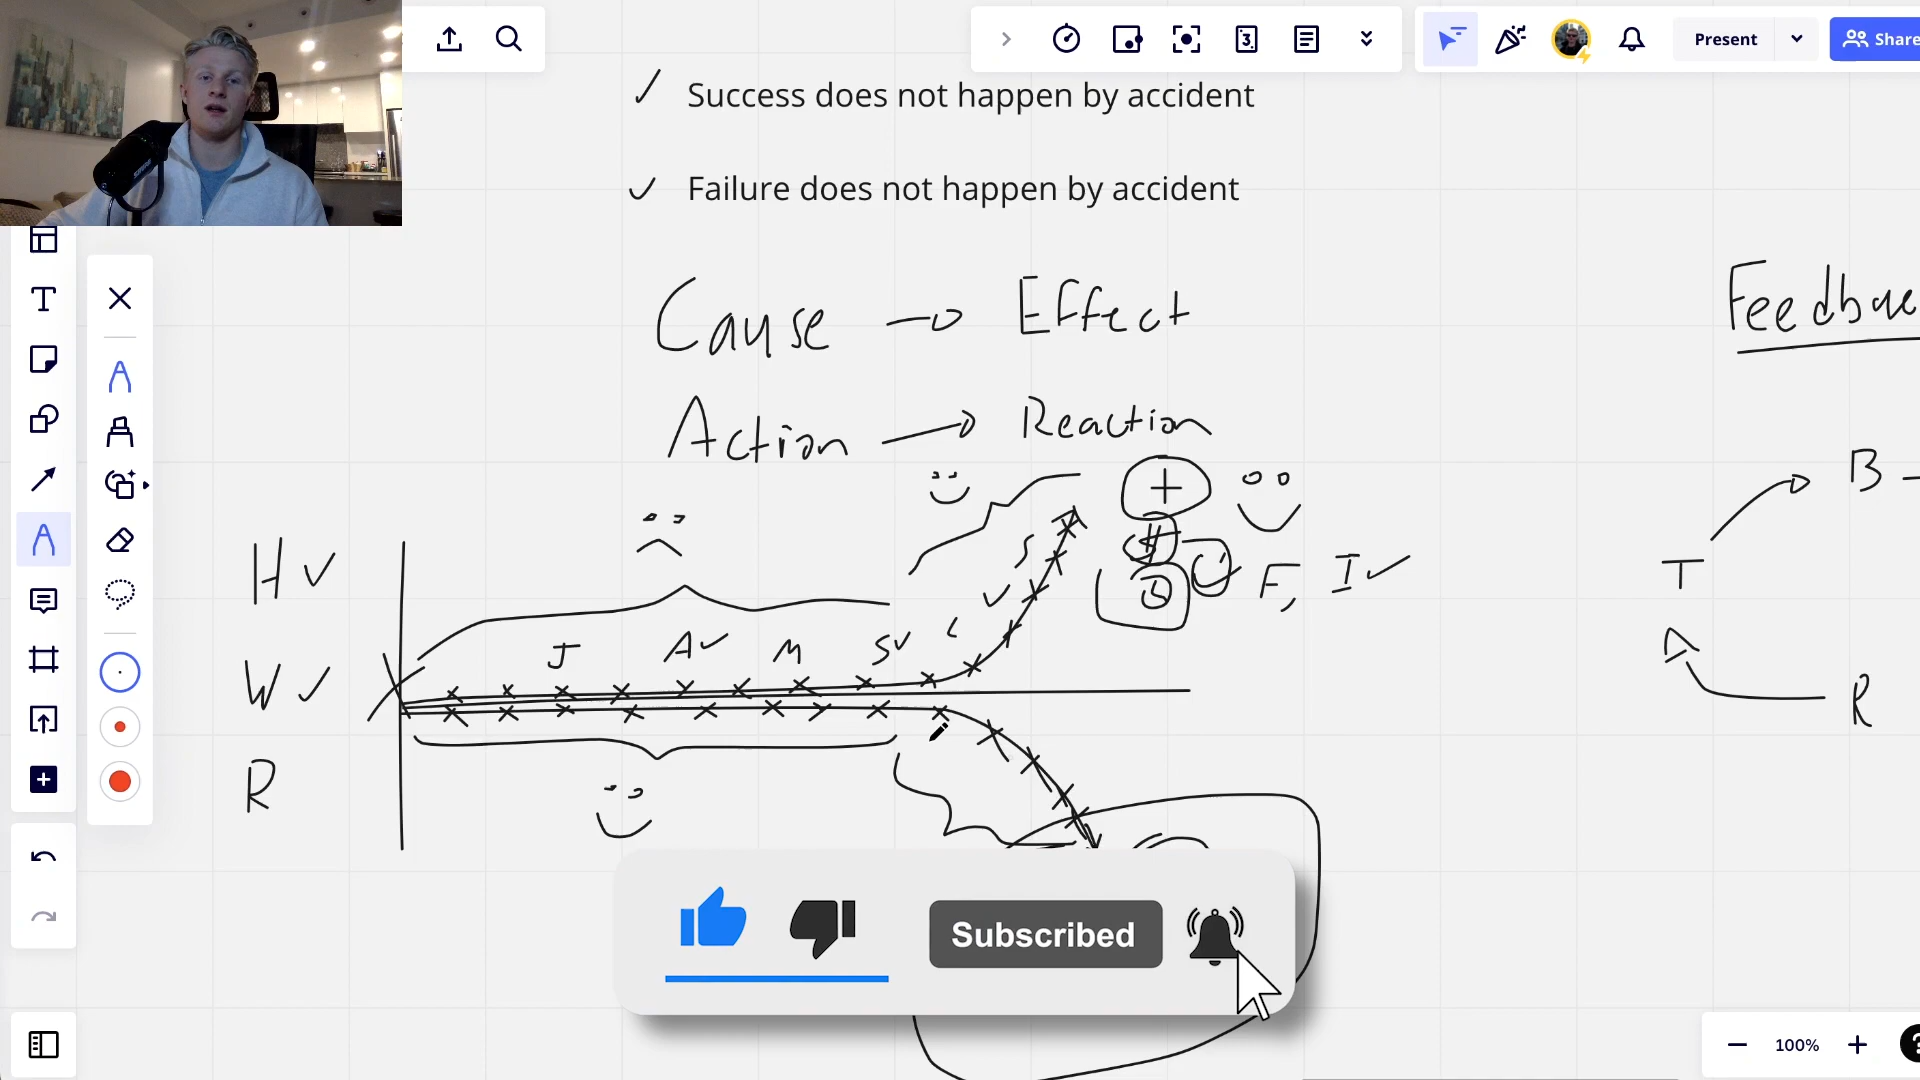 Present
Share
Success does not happen by accident
Failure does not happen by accident
Cause → Effect
Action → Reaction
Feedbac
B
T
R
H ✓
W ✓
R
J A ✓ M S ✓
+
$
F, I ✓
Subscribed
100%